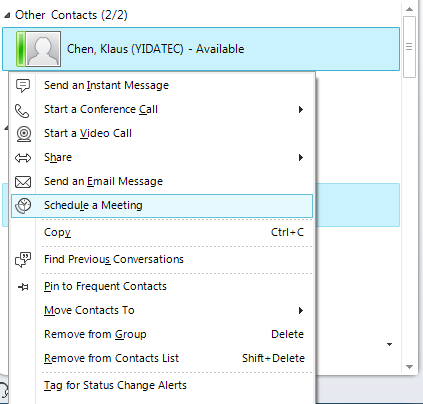 Other Contacts (2/2)
Chen, Klaus (YIDATEC) - Available
Send an Instant Message
Start a Conference Call
Start a Video Call
Share
Send an Email Message
Schedule a Meeting
Copy Ctrl+C
Find Previous Conversations
Pin to Frequent Contacts
Move Contacts To
Remove from Group Delete
Remove from Contacts List Shift+Delete
Tag for Status Change Alerts